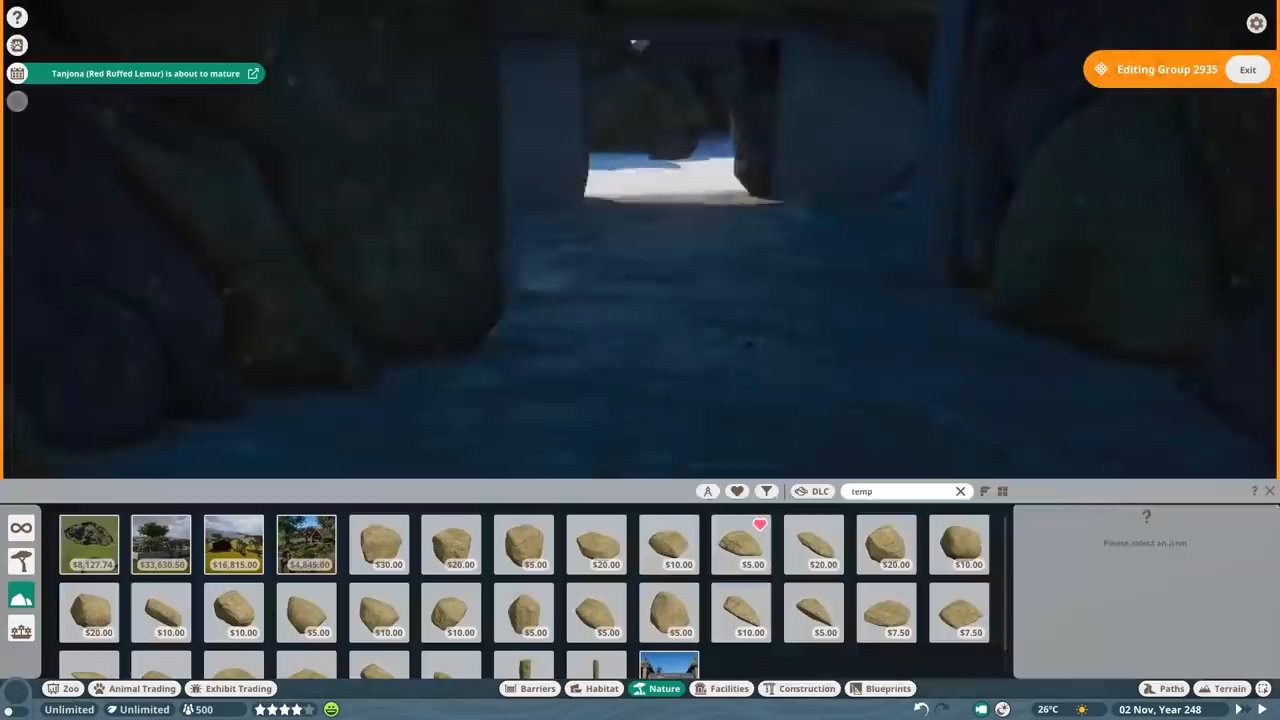 ?
Tanjona (Red Ruffed Lemur) is about to mature
Editing Group 2935
Exit
DLC
temp
?
$8,127.74
$33,630.50
$16,815.00
$4,845.00
$30.00
$20.00
$5.00
$20.00
$10.00
$5.00
$20.00
$20.00
$10.00
$20.00
$10.00
$10.00
$5.00
$10.00
$10.00
$5.00
$5.00
$5.00
$10.00
$5.00
$7.50
$7.50
?
Please select an item
Zoo
Animal Trading
Exhibit Trading
Barriers
Habitat
Nature
Facilities
Construction
Blueprints
Paths
Terrain
Unlimited
Unlimited
500
26°C
02 Nov, Year 248